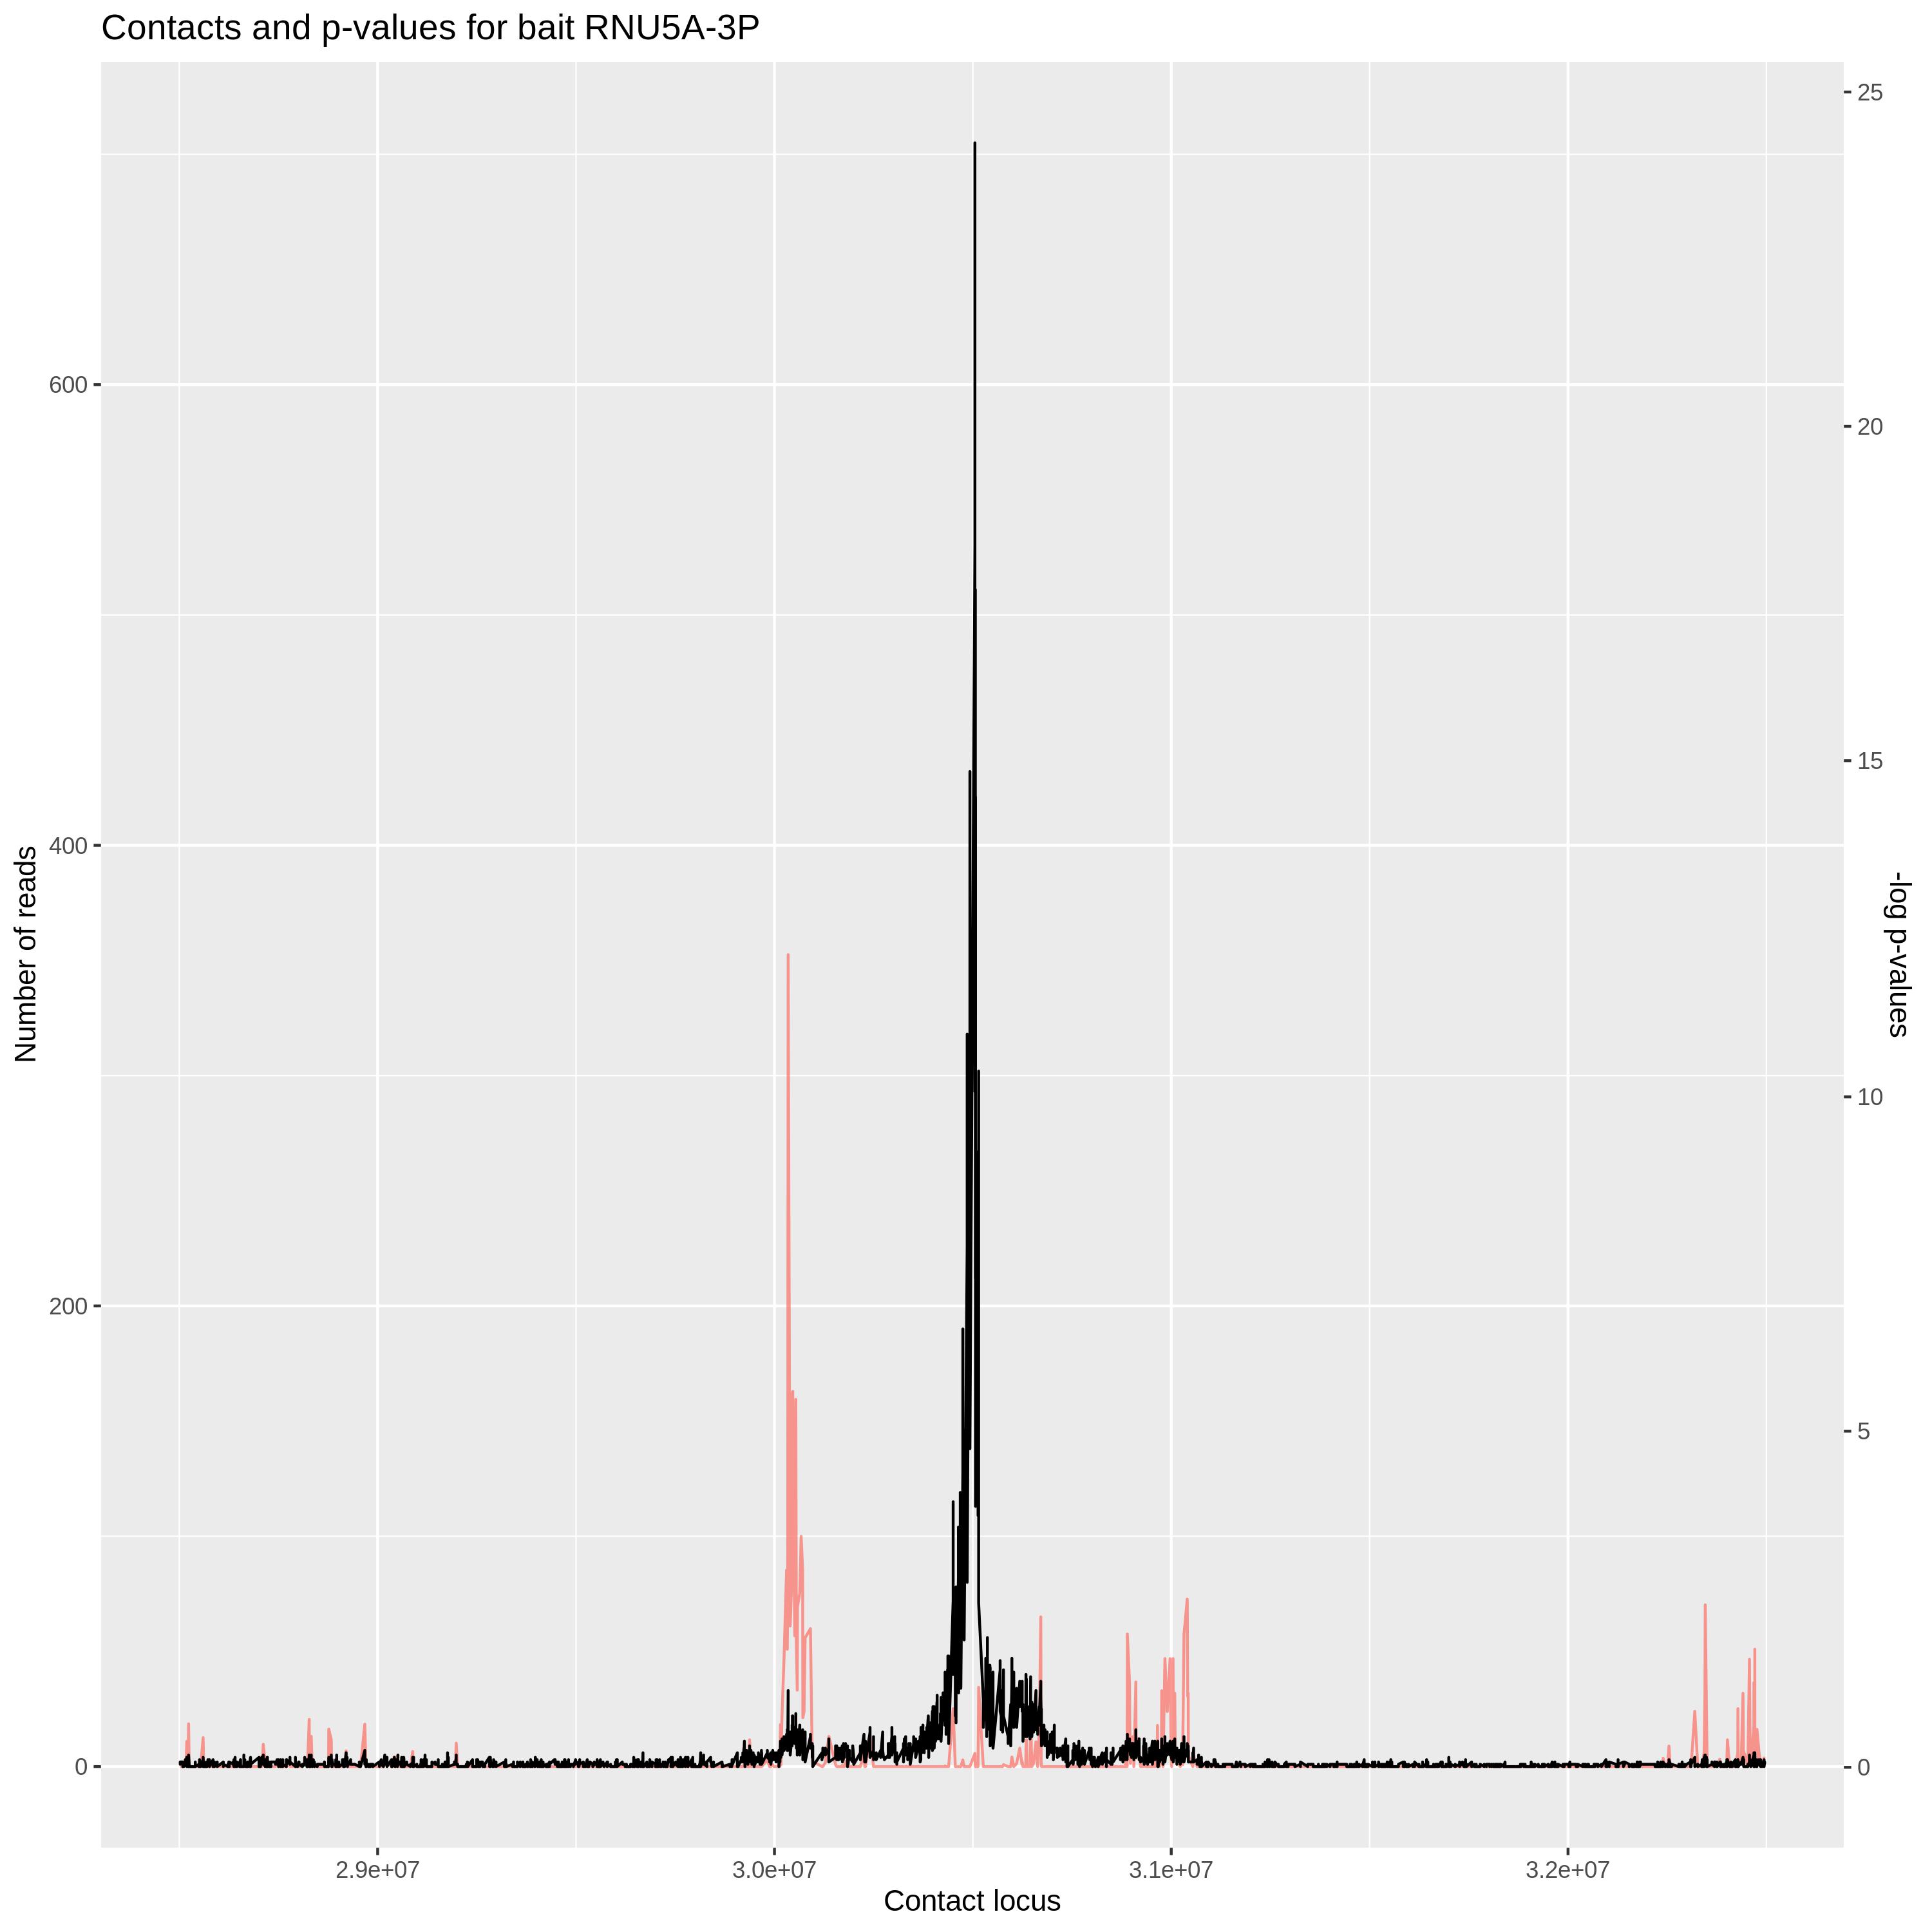 Contacts and p-values for bait RNU5A-3P
25
600
20
15
400
Number of reads
-log p-values
10
200
5
0
0
2.9e+07
3.0e+07
3.1e+07
3.2e+07
Contact locus